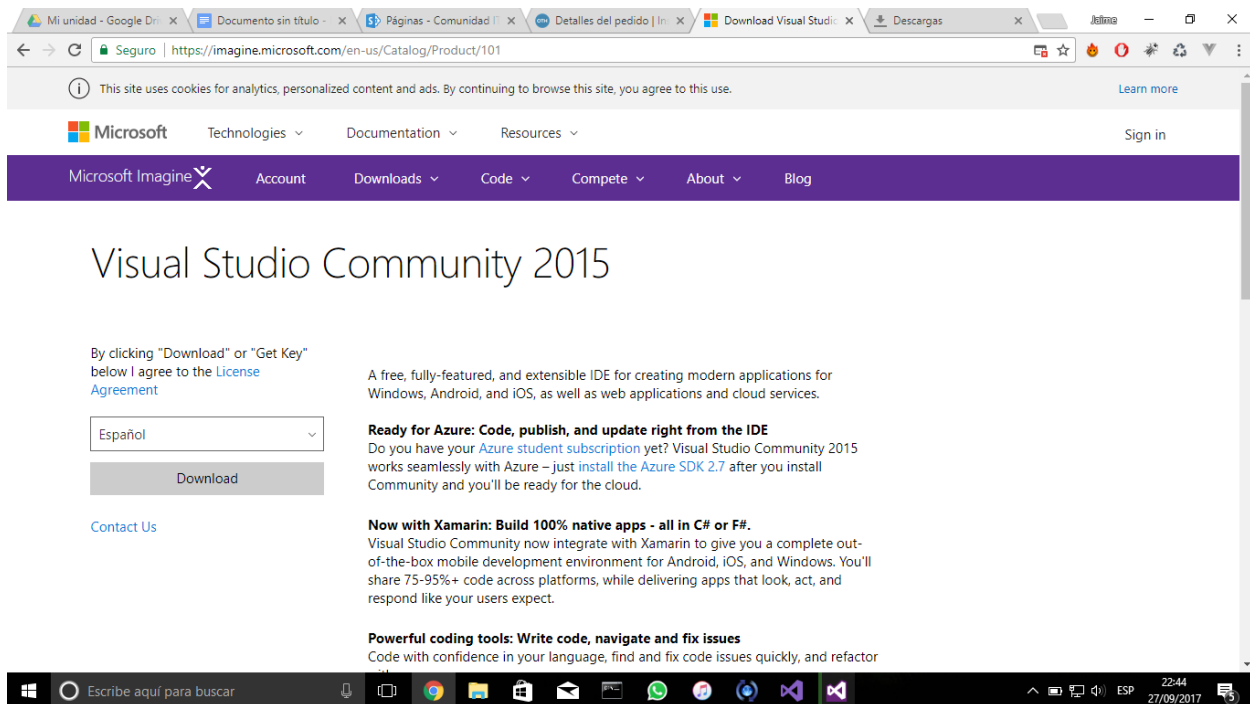 Mi unidad - Google Dri
Documento sin título -
Páginas - Comunidad IT
Detalles del pedido | In
Download Visual Studio
Descargas
Jaime
Seguro | https://imagine.microsoft.com/en-us/Catalog/Product/101
This site uses cookies for analytics, personalized content and ads. By continuing to browse this site, you agree to this use.
Learn more
Microsoft
Technologies
Documentation
Resources
Sign in
Microsoft Imagine
Account
Downloads
Code
Compete
About
Blog
Visual Studio Community 2015
By clicking "Download" or "Get Key"
below I agree to the License
Agreement
Español
Download
Contact Us
A free, fully-featured, and extensible IDE for creating modern applications for
Windows, Android, and iOS, as well as web applications and cloud services.
Ready for Azure: Code, publish, and update right from the IDE
Do you have your Azure student subscription yet? Visual Studio Community 2015
works seamlessly with Azure – just install the Azure SDK 2.7 after you install
Community and you'll be ready for the cloud.
Now with Xamarin: Build 100% native apps - all in C# or F#.
Visual Studio Community now integrate with Xamarin to give you a complete out-
of-the-box mobile development environment for Android, iOS, and Windows. You'll
share 75-95%+ code across platforms, while delivering apps that look, act, and
respond like your users expect.
Powerful coding tools: Write code, navigate and fix issues
Code with confidence in your language, find and fix code issues quickly, and refactor
Escribe aquí para buscar
ESP
22:44
27/09/2017
5